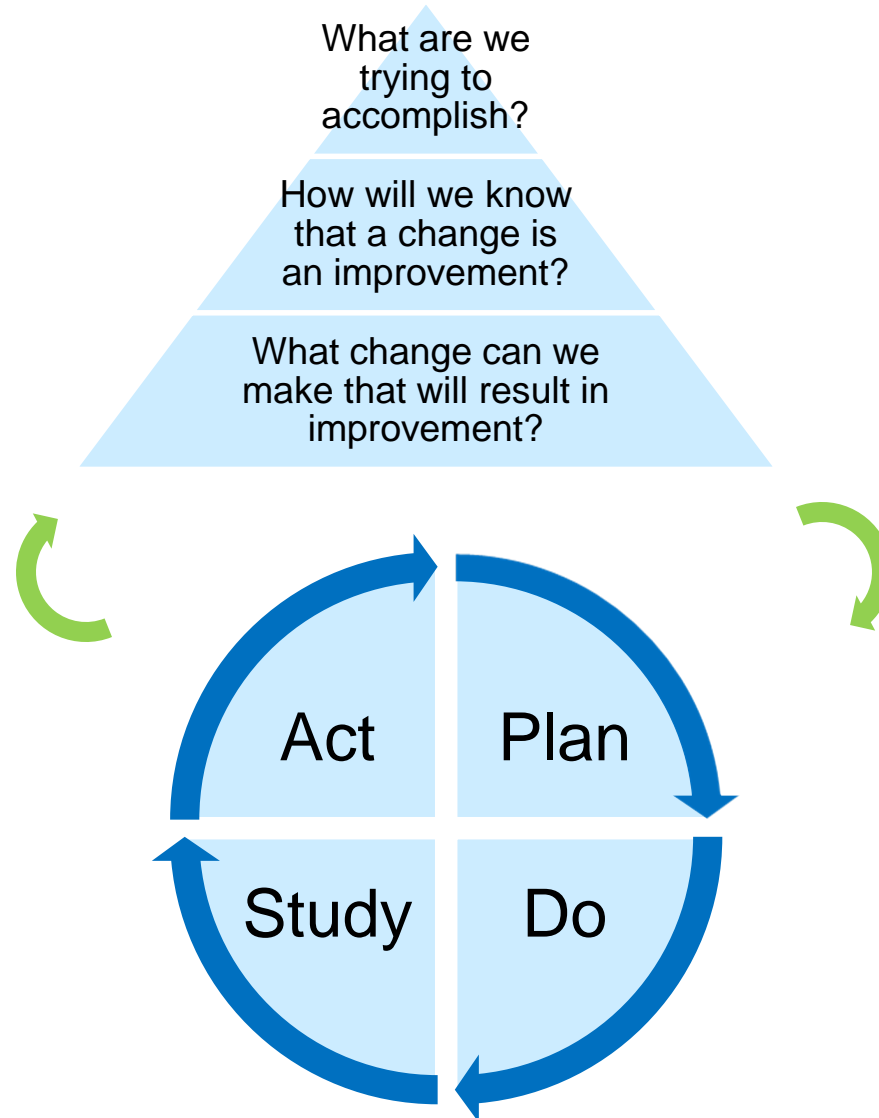 What are we
trying to
accomplish?
How will we know
that a change is
an improvement?
What change can we
make that will result in
improvement?
Act
Plan
Study
Do